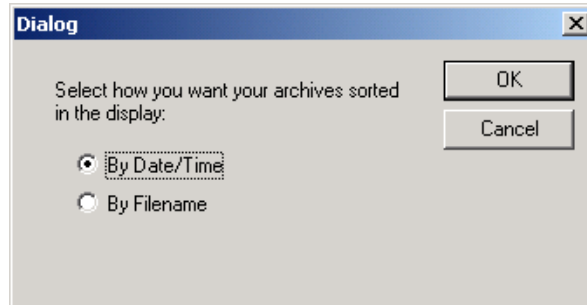 Dialog
Select how you want your archives sorted
in the display:
OK
Cancel
By Date/Time
By Filename